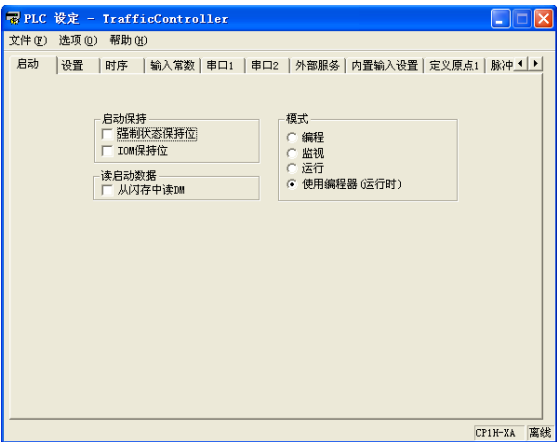 PLC 设定 - TrafficController
文件(F) 选项(O) 帮助(H)
启动 设置 时序 输入常数 串口1 串口2 外部服务 内置输入设置 定义原点1 脉冲
启动保持
强制状态保持位
IOM保持位
读启动数据
从闪存中读DM
模式
编程
监视
运行
使用编程器(运行时)
CP1H-XA 离线